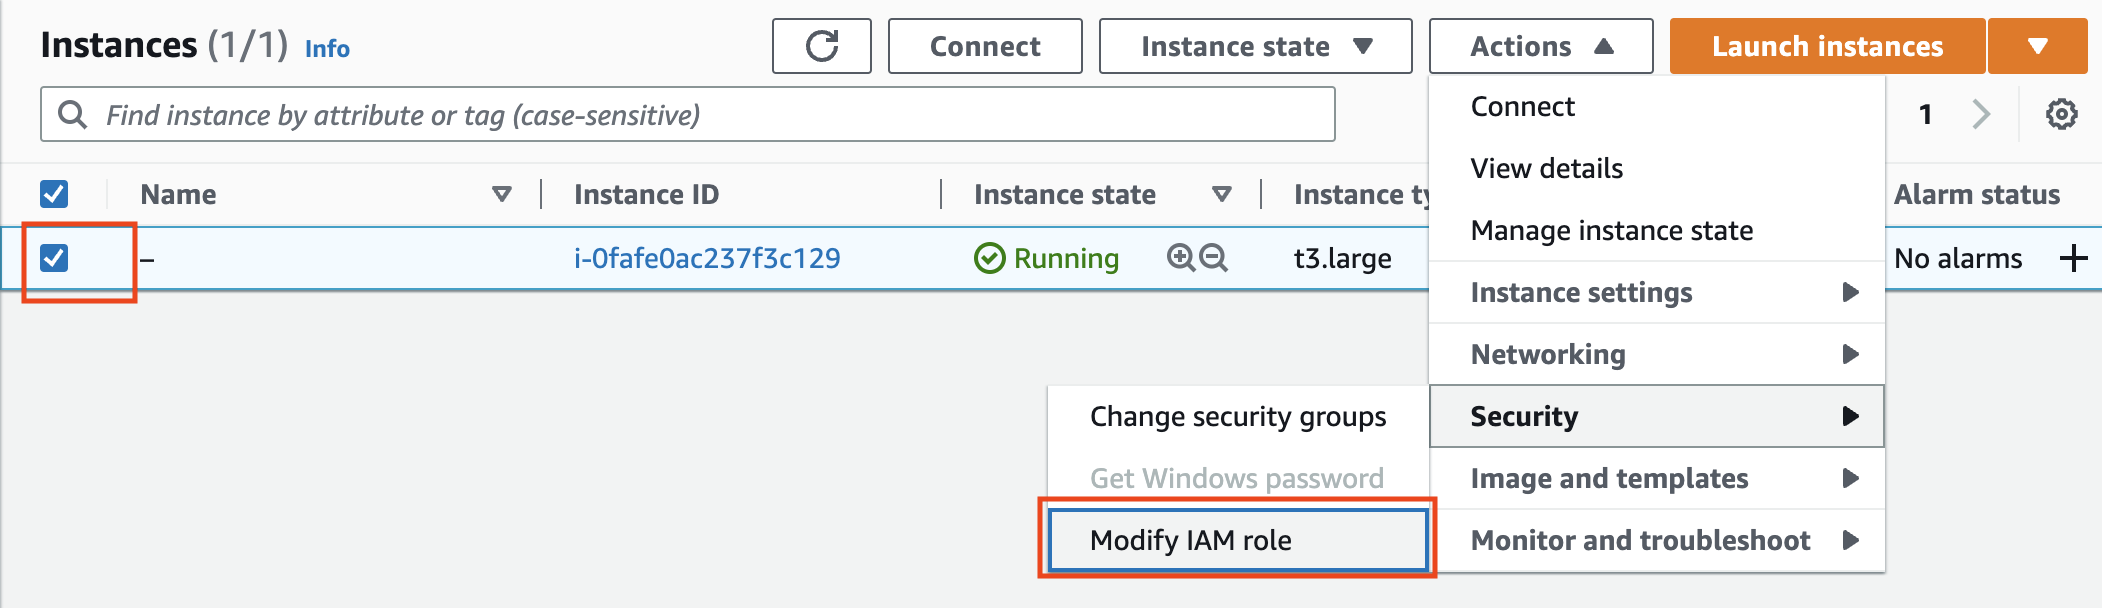 Instances (1/1) Info
Connect
Instance state
Actions
Launch instances
Find instance by attribute or tag (case-sensitive)
1
Name
Instance ID
Instance state
Instance ty
Alarm status
–
i-0fafe0ac237f3c129
Running
t3.large
No alarms
Connect
View details
Manage instance state
Instance settings
Networking
Security
Image and templates
Monitor and troubleshoot
Change security groups
Get Windows password
Modify IAM role